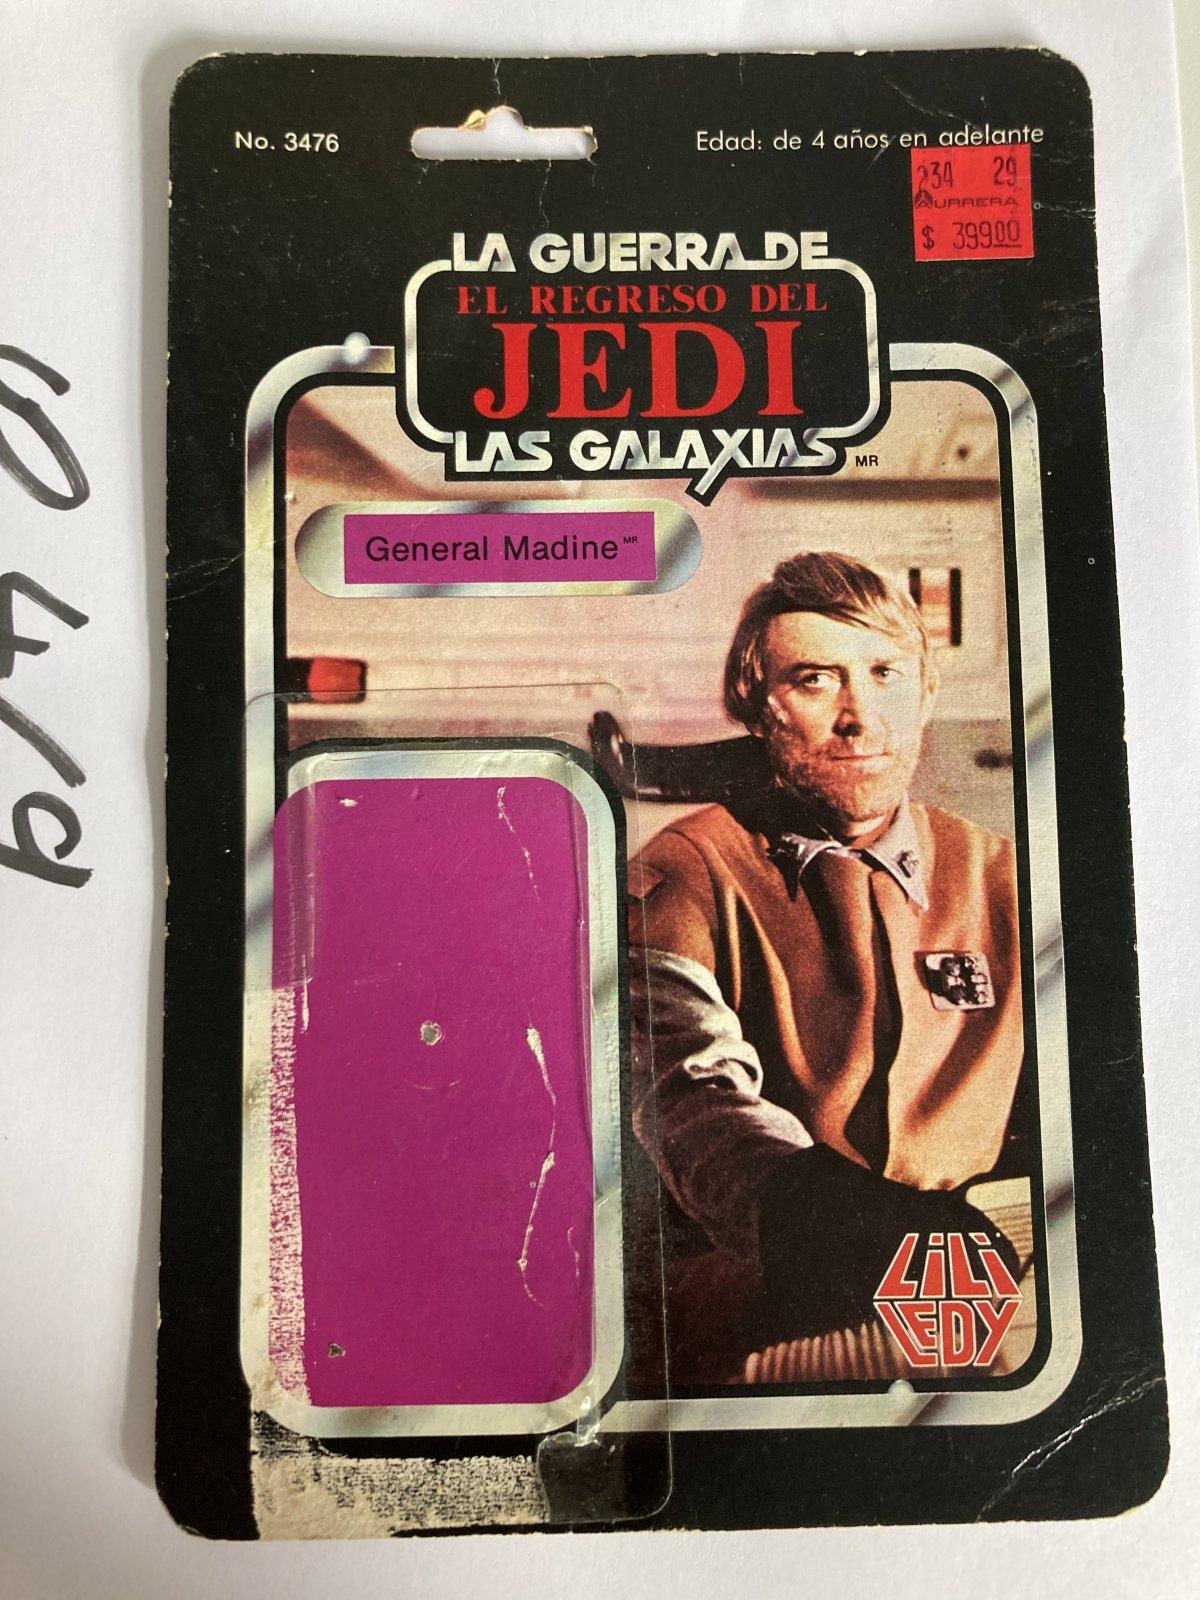 No. 3476
Edad: de 4 años en adelante
234 29
AURRERA
$ 399.00
LA GUERRA DE
EL REGRESO DEL
JEDI
LAS GALAXIAS MR
General Madine MR
LiLi
LEDY